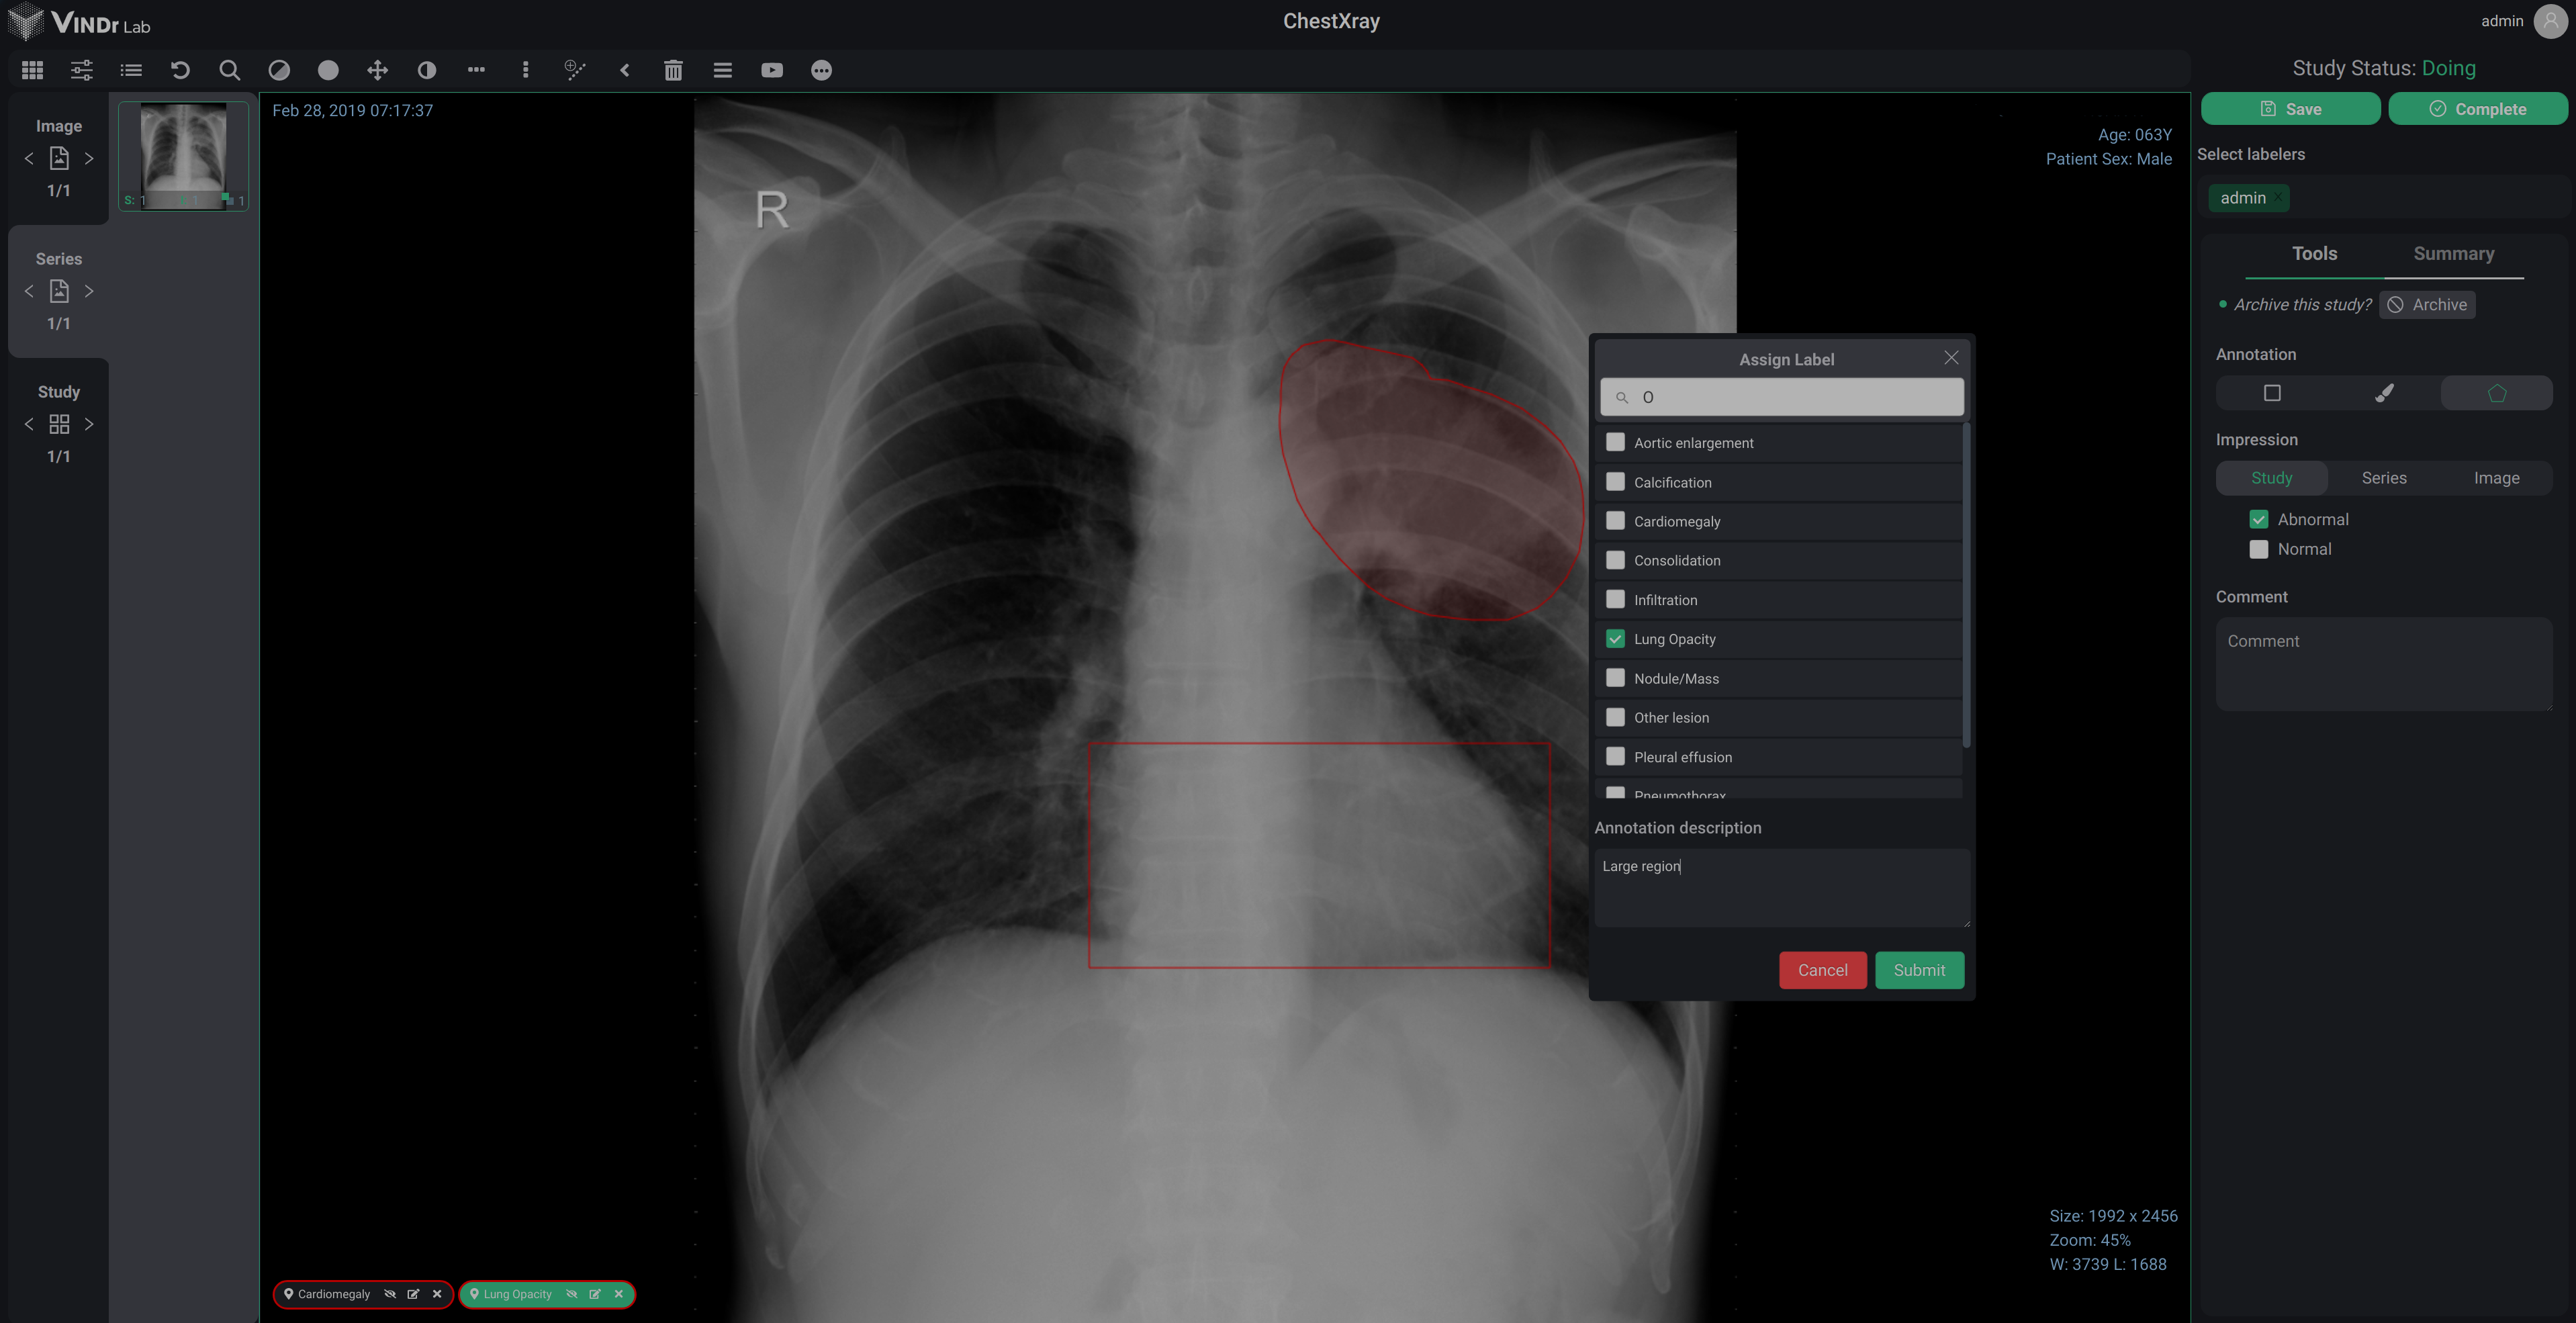 VINDr Lab
ChestXray
admin
Study Status: Doing
Save
Complete
Select labelers
admin
Tools
Summary
Archive this study?
Archive
Annotation
Impression
Study
Series
Image
Abnormal
Normal
Comment
Comment
Image
1/1
Series
1/1
Study
1/1
S: 1
1
Feb 28, 2019 07:17:37
Age: 063Y
Patient Sex: Male
R
Assign Label
O
Aortic enlargement
Calcification
Cardiomegaly
Consolidation
Infiltration
Lung Opacity
Nodule/Mass
Other lesion
Pleural effusion
Pneumothorax
Annotation description
Large region
Cancel
Submit
Size: 1992 x 2456
Zoom: 45%
W: 3739 L: 1688
Cardiomegaly
Lung Opacity